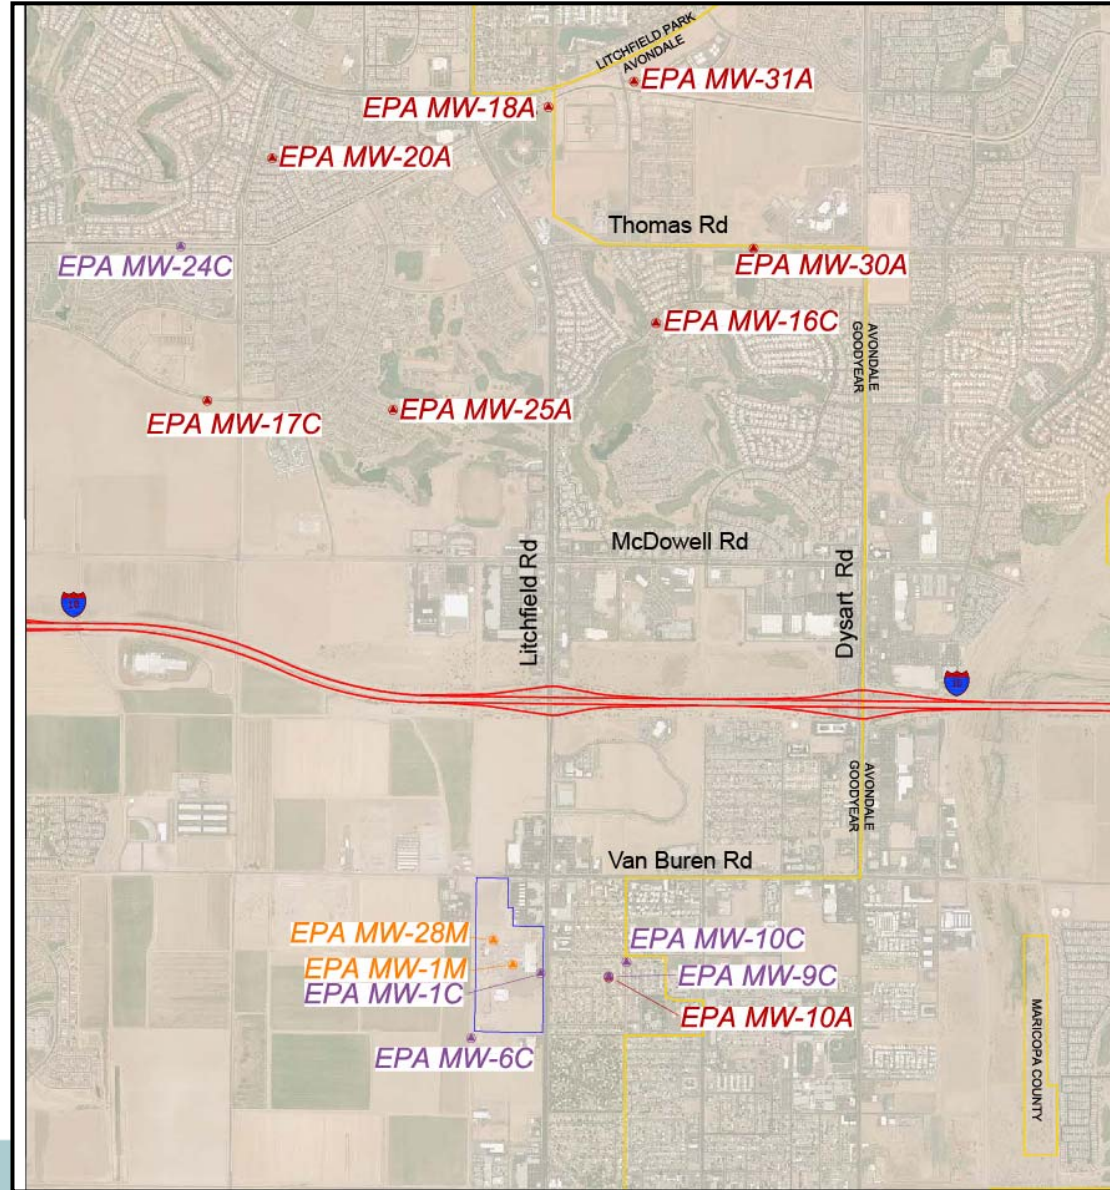 LITCHFIELD PARK
AVONDALE
EPA MW-31A
EPA MW-18A
EPA MW-20A
Thomas Rd
EPA MW-24C
EPA MW-30A
EPA MW-16C
AVONDALE
GOODYEAR
EPA MW-25A
EPA MW-17C
McDowell Rd
Litchfield Rd
Dysart Rd
10
10
AVONDALE
GOODYEAR
Van Buren Rd
EPA MW-28M
EPA MW-10C
EPA MW-1M
EPA MW-9C
EPA MW-1C
EPA MW-10A
EPA MW-6C
MARICOPA COUNTY